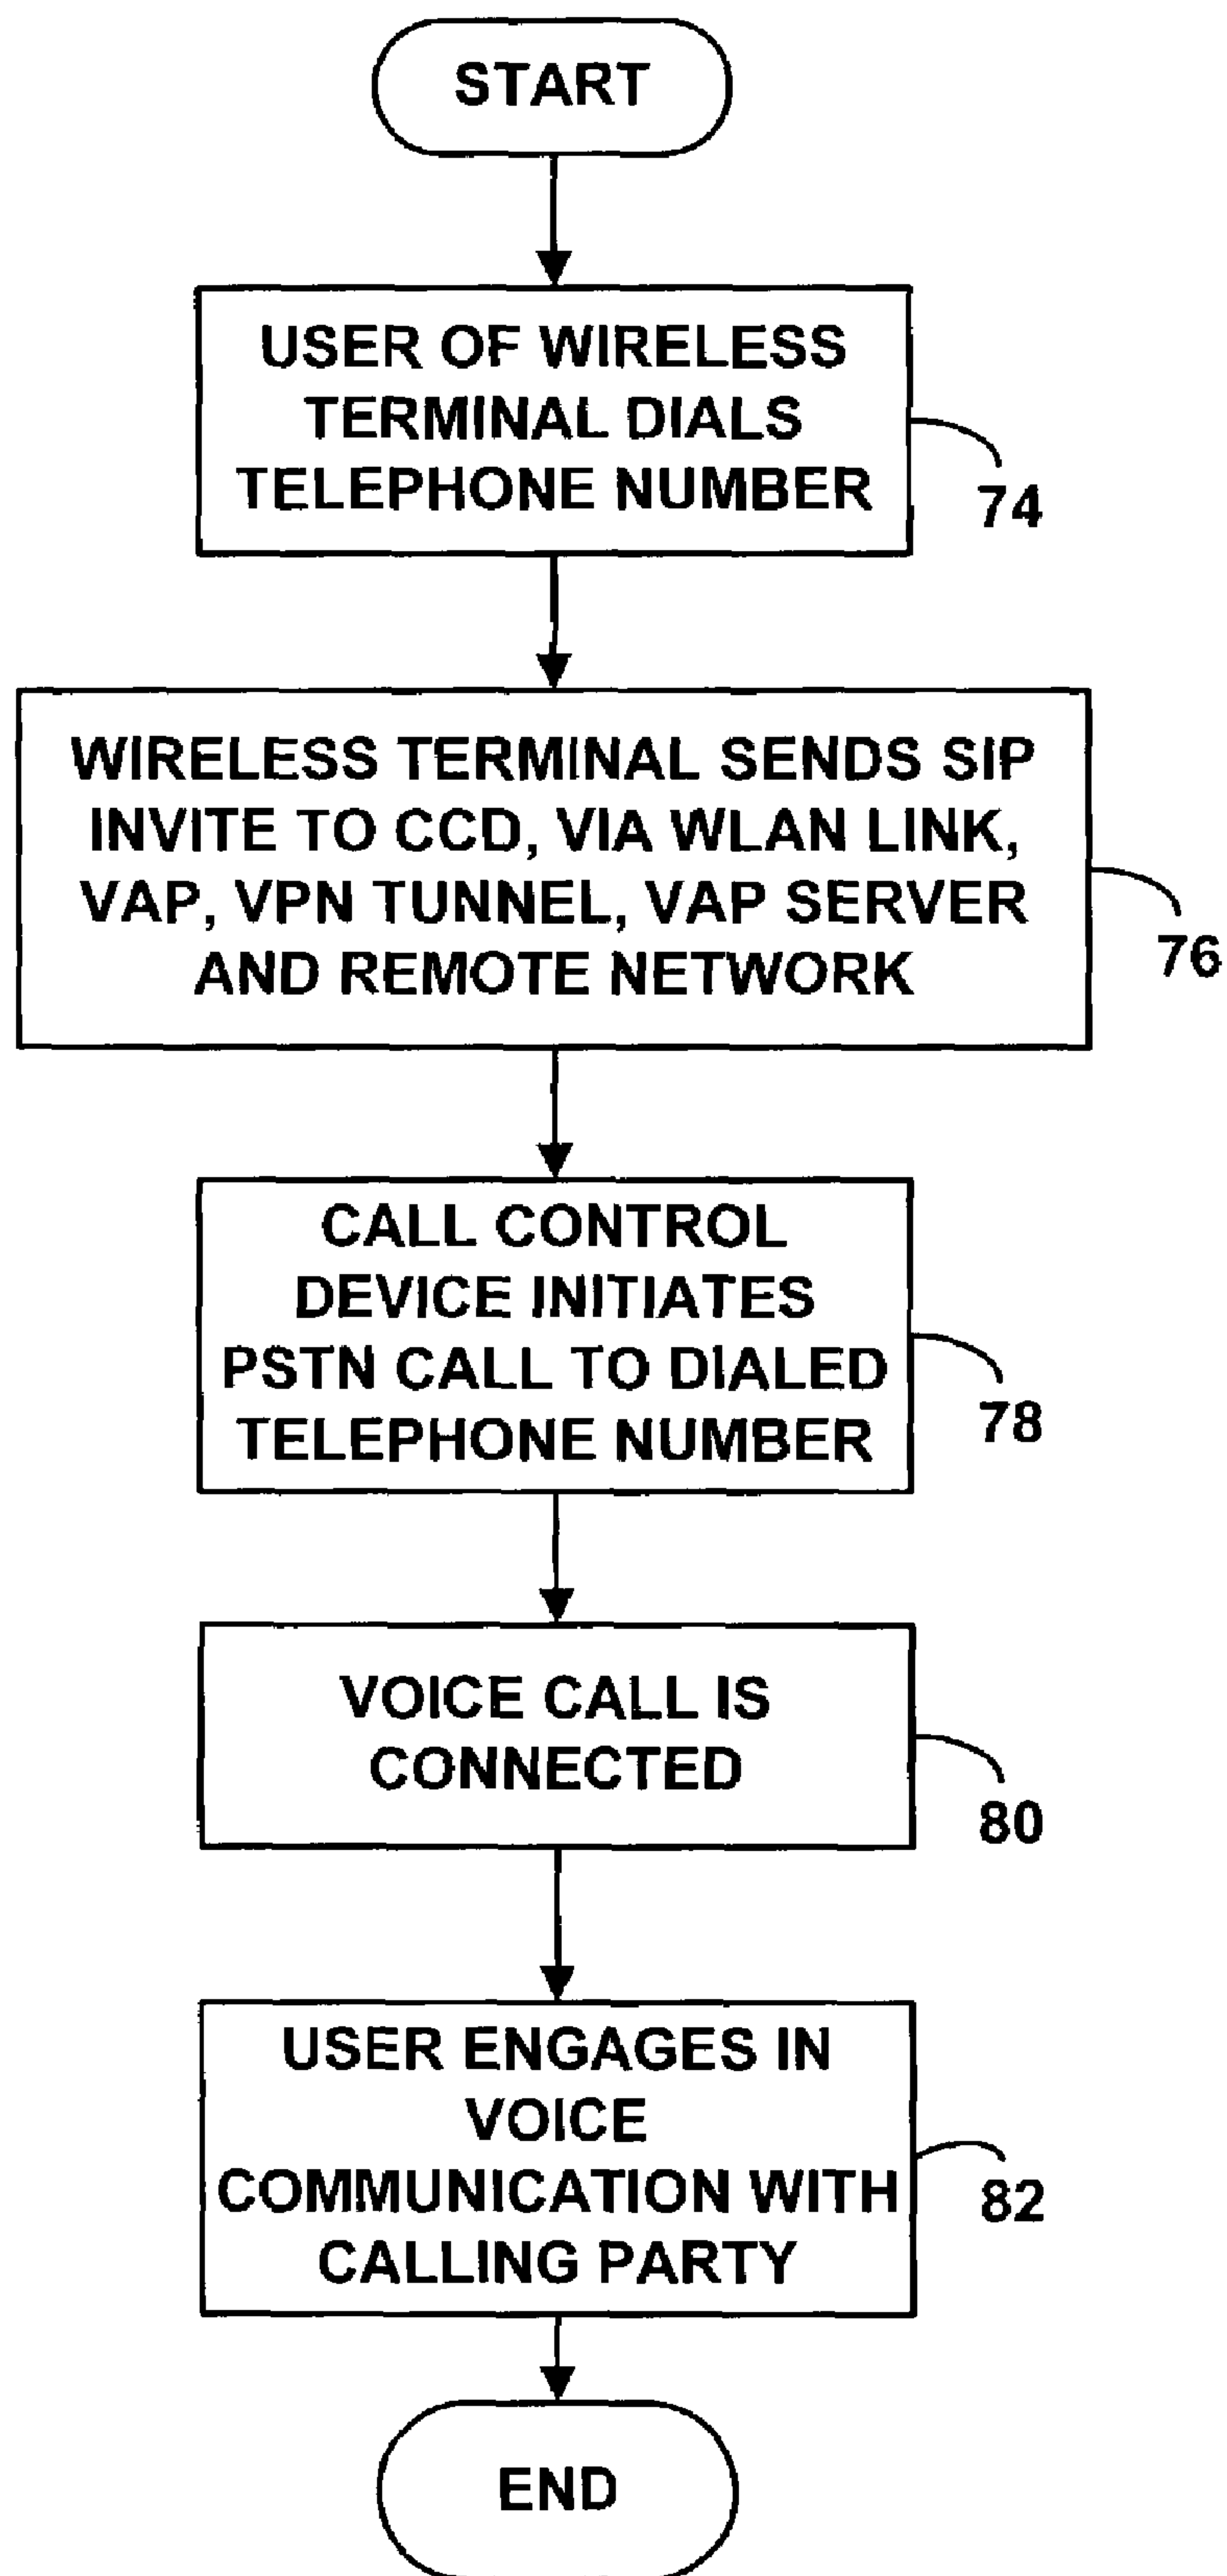 START
USER OF WIRELESS
TERMINAL DIALS
TELEPHONE NUMBER
74
WIRELESS TERMINAL SENDS SIP
INVITE TO CCD, VIA WLAN LINK,
VAP, VPN TUNNEL, VAP SERVER
AND REMOTE NETWORK
76
CALL CONTROL
DEVICE INITIATES
PSTN CALL TO DIALED
TELEPHONE NUMBER
78
VOICE CALL IS
CONNECTED
80
USER ENGAGES IN
VOICE
COMMUNICATION WITH
CALLING PARTY
82
END